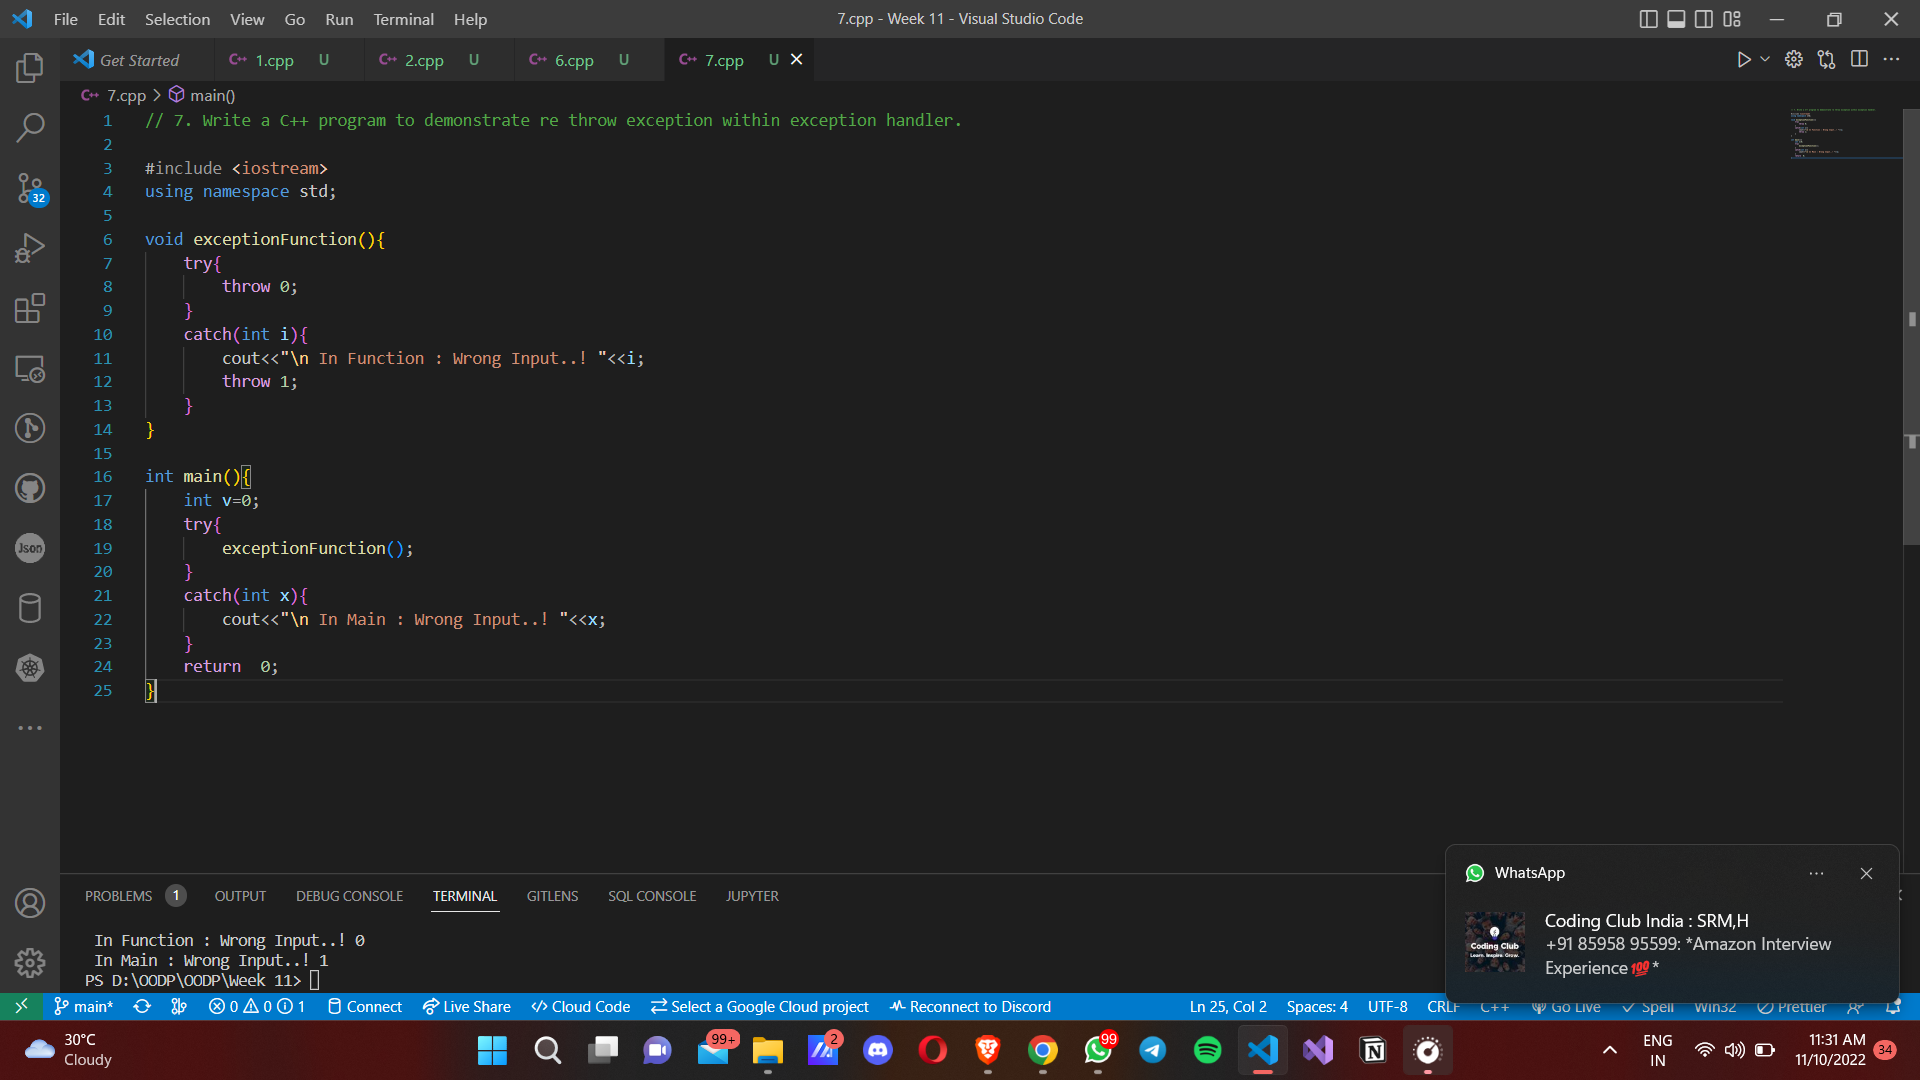 File Edit Selection View Go Run Terminal Help
7.cpp - Week 11 - Visual Studio Code
Get Started
1.cpp U
2.cpp U
6.cpp U
7.cpp U
7.cpp > main()
1 // 7. Write a C++ program to demonstrate re throw exception within exception handler.
2
3 #include <iostream>
4 using namespace std;
5
6 void exceptionFunction(){
7 try{
8 throw 0;
9 }
10 catch(int i){
11 cout<<"\n In Function : Wrong Input..! "<<i;
12 throw 1;
13 }
14 }
15
16 int main(){
17 int v=0;
18 try{
19 exceptionFunction();
20 }
21 catch(int x){
22 cout<<"\n In Main : Wrong Input..! "<<x;
23 }
24 return  0;
25 }
32
Json
PROBLEMS 1 OUTPUT DEBUG CONSOLE TERMINAL GITLENS SQL CONSOLE JUPYTER
In Function : Wrong Input..! 0
In Main : Wrong Input..! 1
PS D:\OODP\OODP\Week 11>
WhatsApp
Coding Club
Learn. Inspire. Grow.
Coding Club India : SRM,H
+91 85958 95599: *Amazon Interview
Experience💯*
main* 0 0 1 Connect Live Share Cloud Code Select a Google Cloud project Reconnect to Discord
Ln 25, Col 2 Spaces: 4 UTF-8 CRLF C++ Go Live Spell Win32 Prettier
30°C
Cloudy
99+
2
99
ENG
IN
11:31 AM
11/10/2022
34